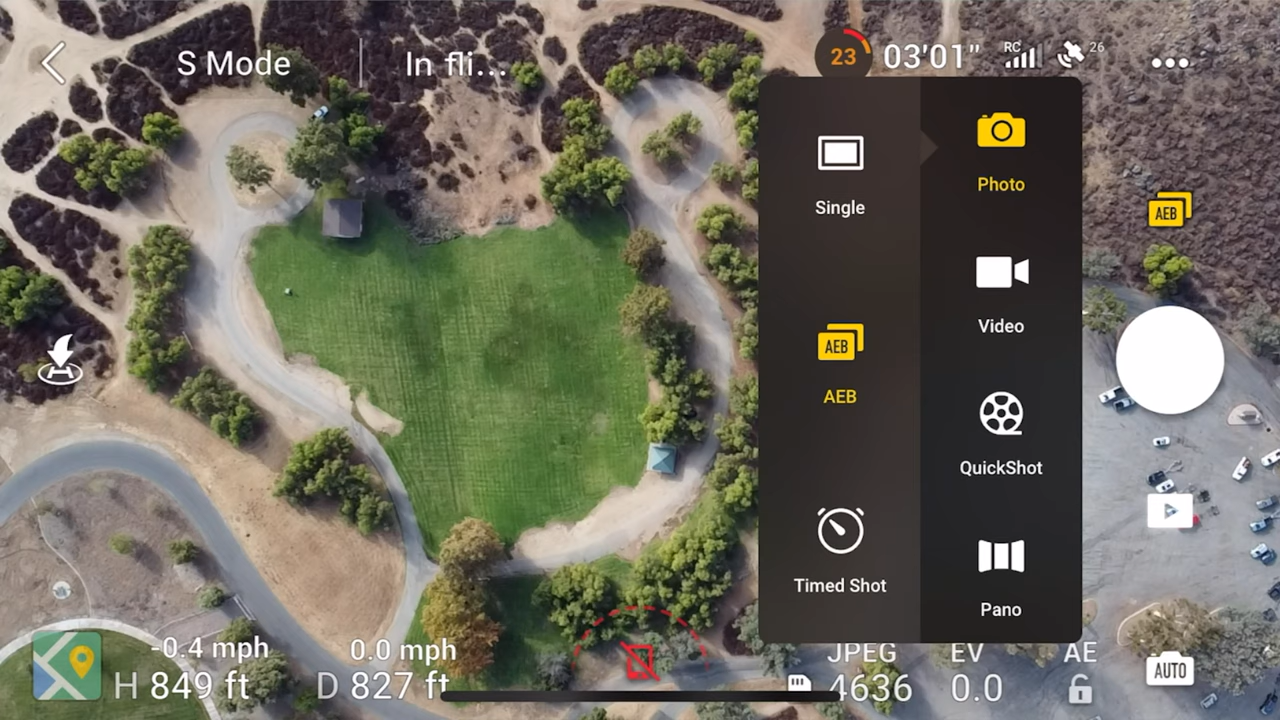 S Mode
In fli...
23
03'01"
RC
26
Photo
Single
AEB
Video
AEB
AEB
QuickShot
Timed Shot
Pano
-0.4 mph
0.0 mph
H 849 ft
D 827 ft
JPEG
4636
EV
0.0
AE
AUTO